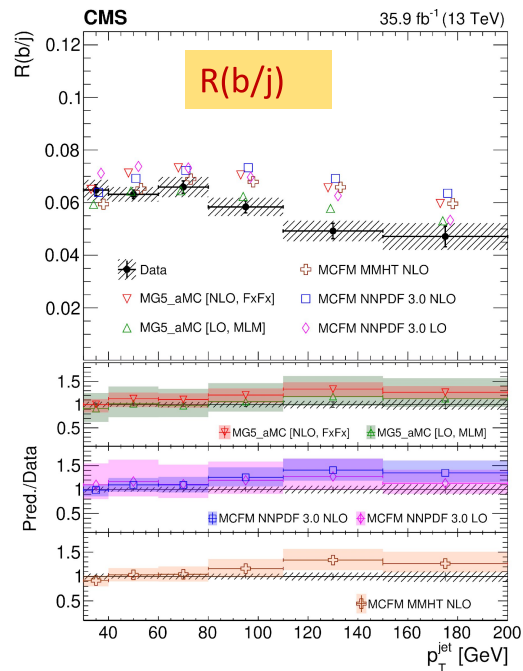 CMS 35.9 fb⁻¹ (13 TeV)
R(b/j)
R(b/j)
0.12
0.1
0.08
0.06
0.04
0.02
Data
MG5_aMC [NLO, FxFx]
MG5_aMC [LO, MLM]
MCFM MMHT NLO
MCFM NNPDF 3.0 NLO
MCFM NNPDF 3.0 LO
Pred./Data
1.5
1
0.5
MG5_aMC [NLO, FxFx] MG5_aMC [LO, MLM]
1.5
1
0.5
MCFM NNPDF 3.0 NLO MCFM NNPDF 3.0 LO
1.5
1
0.5
MCFM MMHT NLO
40 60 80 100 120 140 160 180 200
p_T^jet [GeV]